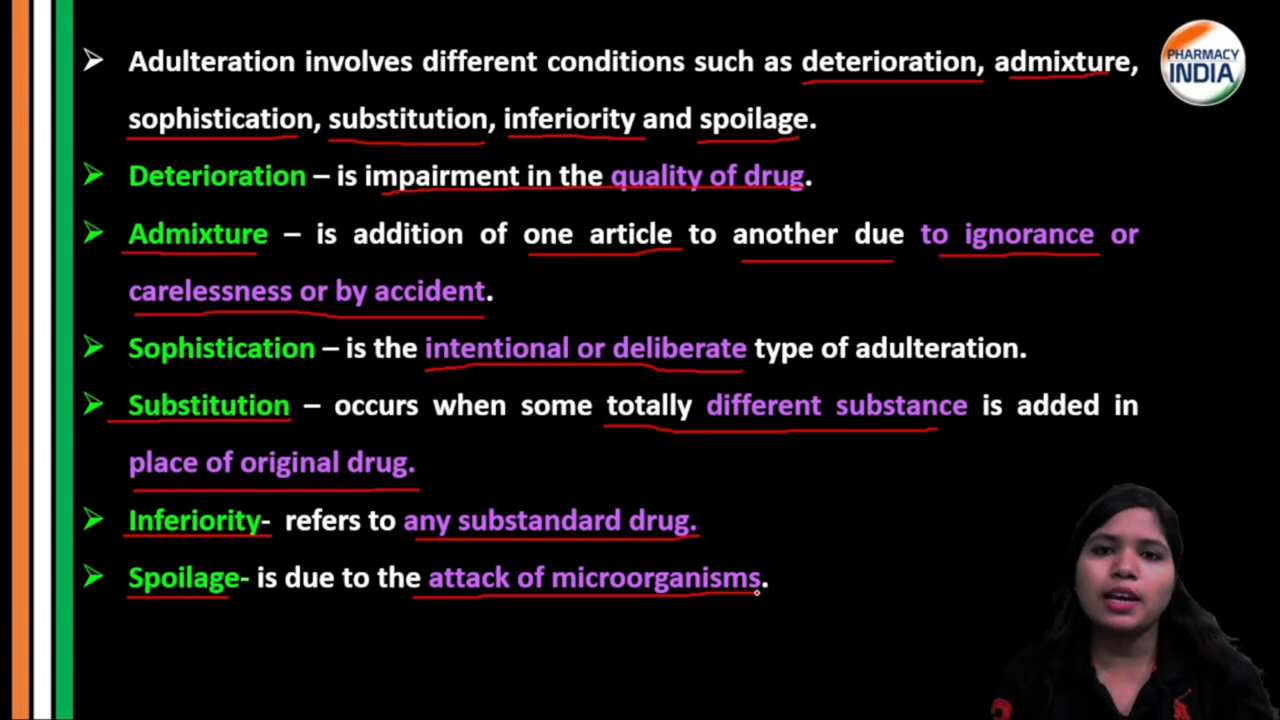 ➢ Adulteration involves different conditions such as deterioration, admixture,
sophistication, substitution, inferiority and spoilage.
➢ Deterioration – is impairment in the quality of drug.
➢ Admixture – is addition of one article to another due to ignorance or
carelessness or by accident.
➢ Sophistication – is the intentional or deliberate type of adulteration.
➢ Substitution – occurs when some totally different substance is added in
place of original drug.
➢ Inferiority- refers to any substandard drug.
➢ Spoilage- is due to the attack of microorganisms.
PHARMACY
INDIA
2